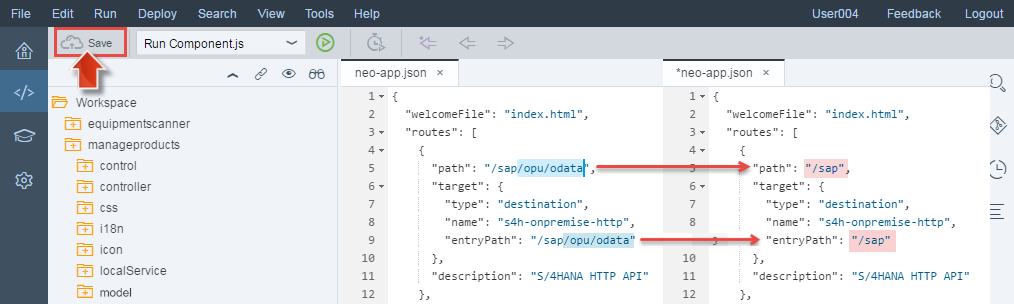 File Edit Run Deploy Search View Tools Help User004 Feedback Logout
Save Run Component.js
neo-app.json × *neo-app.json ×
Workspace
equipmentscanner
manageproducts
control
controller
css
i18n
icon
localService
model
1 {
2 "welcomeFile": "index.html",
3 "routes": [
4 {
5 "path": "/sap/opu/odata",
6 "target": {
7 "type": "destination",
8 "name": "s4h-onpremise-http",
9 "entryPath": "/sap/opu/odata"
10 },
11 "description": "S/4HANA HTTP API"
12 },
1 {
2 "welcomeFile": "index.html",
3 "routes": [
4 {
5 "path": "/sap",
6 "target": {
7 "type": "destination",
8 "name": "s4h-onpremise-http",
9 "entryPath": "/sap"
10 },
11 "description": "S/4HANA HTTP API"
12 },